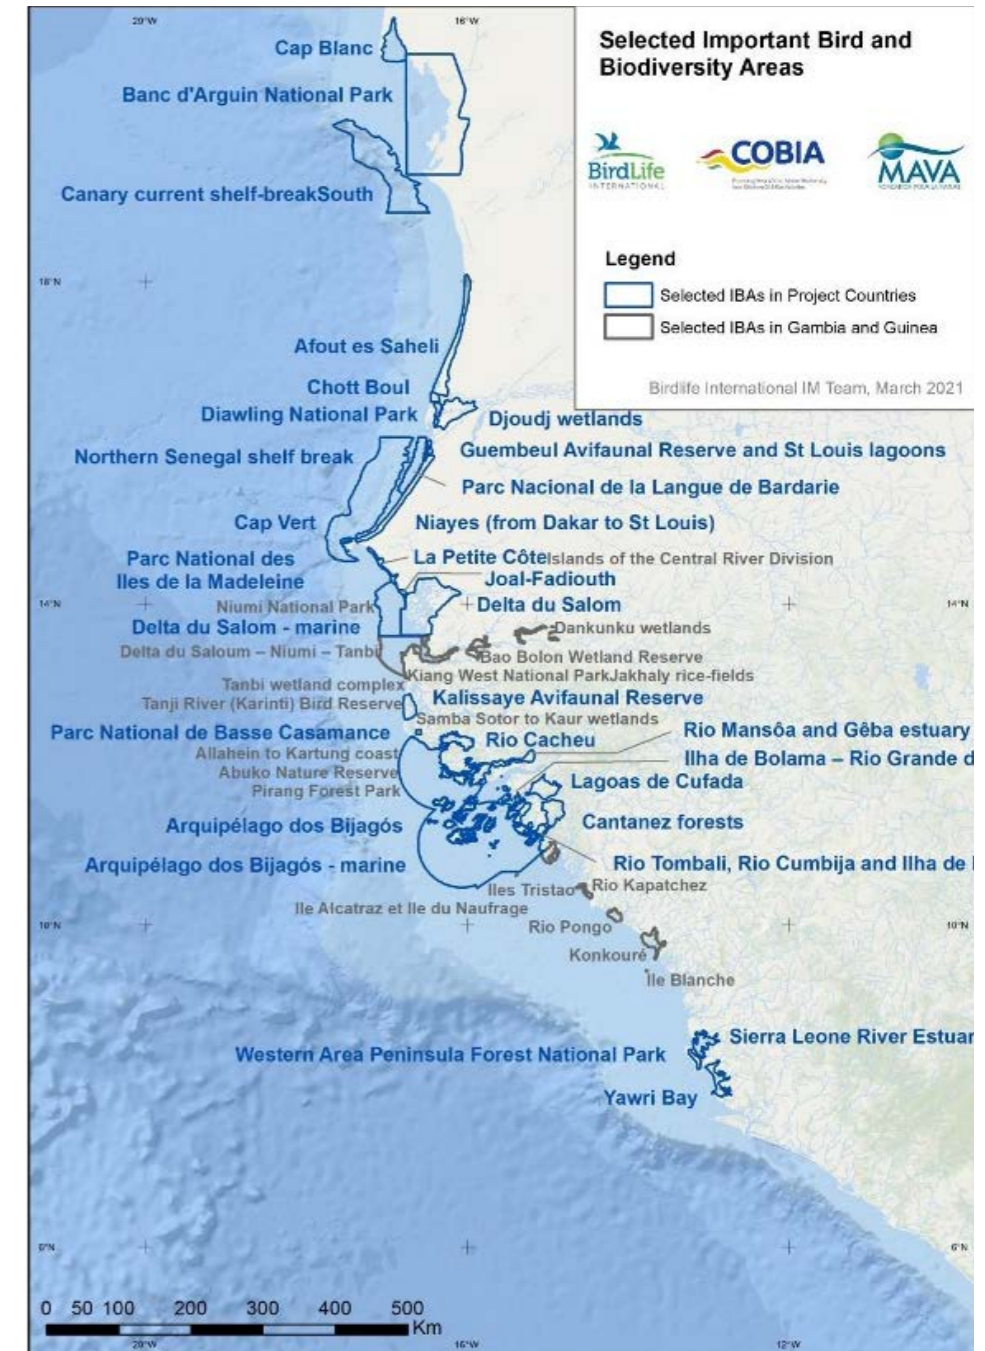 20°W
16°W
Cap Blanc
Banc d'Arguin National Park
Canary current shelf-breakSouth
Selected Important Bird and
Biodiversity Areas
BirdLife
INTERNATIONAL
COBIA
MAVA
Legend
Selected IBAs in Project Countries
Selected IBAs in Gambia and Guinea
Birdlife International IM Team, March 2021
18°N
Afout es Saheli
Chott Boul
Diawling National Park
Djoudj wetlands
Northern Senegal shelf break
Guembeul Avifaunal Reserve and St Louis lagoons
Parc Nacional de la Langue de Bardarie
Cap Vert
Niayes (from Dakar to St Louis)
Parc National des
Iles de la Madeleine
La Petite Côte
Islands of the Central River Division
Joal-Fadiouth
14°N
Niumi National Park
Delta du Salom
14°N
Delta du Salom - marine
Dankunku wetlands
Delta du Saloum – Niumi – Tanbi
Bao Bolon Wetland Reserve
Kiang West National Park
Jakhaly rice-fields
Tanbi wetland complex
Tanji River (Karinti) Bird Reserve
Kalissaye Avifaunal Reserve
Samba Sotor to Kaur wetlands
Parc National de Basse Casamance
Rio Cacheu
Rio Mansôa and Gêba estuary
Allahein to Kartung coast
Ilha de Bolama – Rio Grande d
Abuko Nature Reserve
Pirang Forest Park
Lagoas de Cufada
Arquipélago dos Bijagós
Cantanez forests
Arquipélago dos Bijagós - marine
Rio Tombali, Rio Cumbija and Ilha de
Iles Tristao
Rio Kapatchez
Ile Alcatraz et Ile du Naufrage
10°N
Rio Pongo
10°N
Konkouré
Île Blanche
Sierra Leone River Estuar
Western Area Peninsula Forest National Park
Yawri Bay
6°N
6°N
0 50 100 200 300 400 500
Km
20°W
16°W
12°W